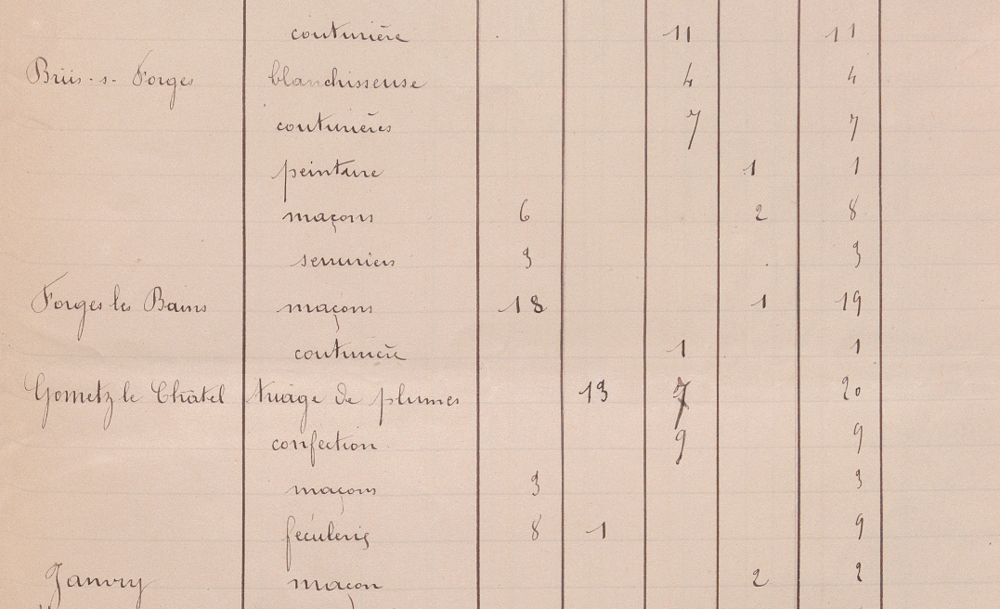 couturière 11 11
Briis-s-Forges blanchisseuse 4 4
couturières 7 7
peinture 1 1
maçons 6 2 8
serruriers 3 3
Forges les Bains maçons 18 1 19
couturière 1 1
Gometz le Châtel triage de plumes 13 7 20
confection 9 9
maçons 3 3
féculerie 8 1 9
Janvry maçon 2 2